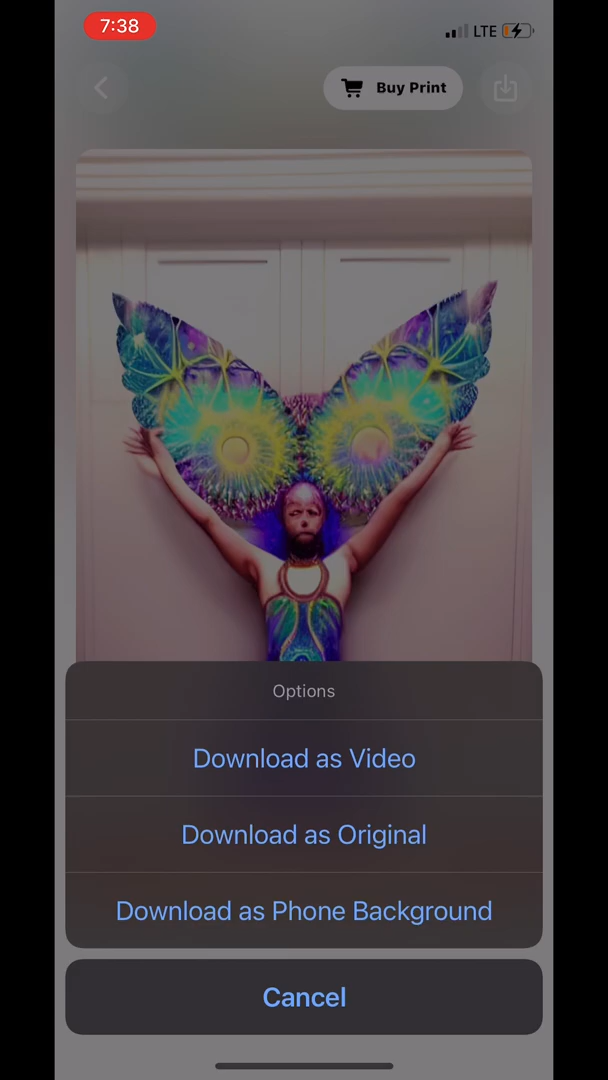 7:38
LTE
Buy Print
Options
Download as Video
Download as Original
Download as Phone Background
Cancel